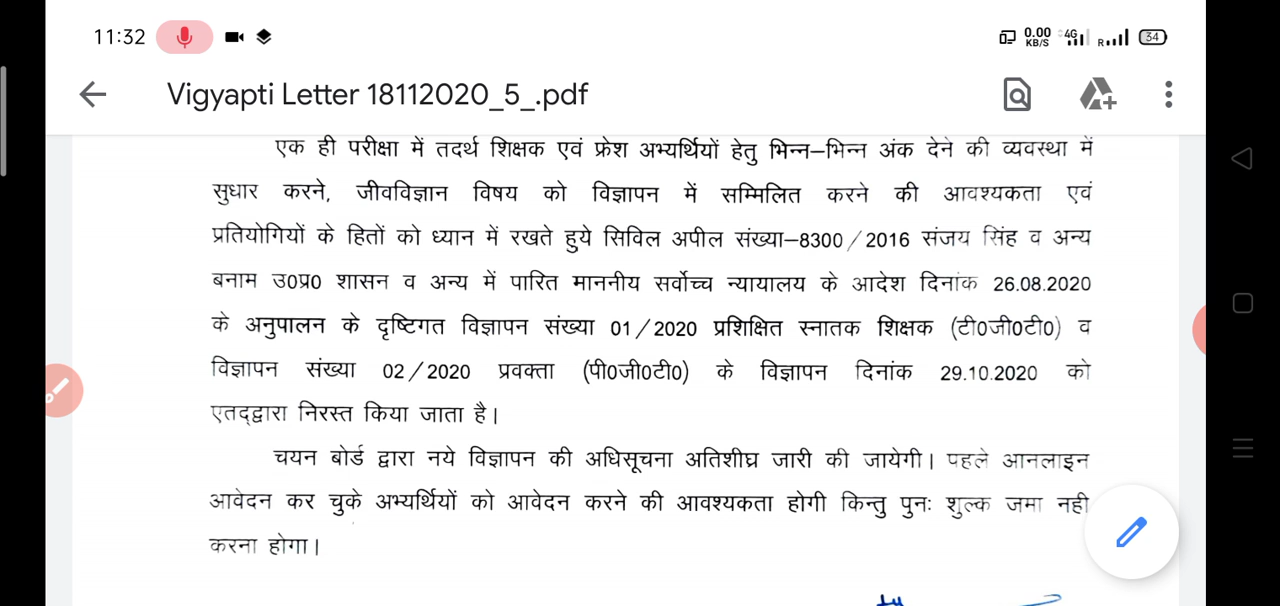 11:32
0.00 KB/S 4G R 34
Vigyapti Letter 18112020_5_.pdf
एक ही परीक्षा में तदर्थ शिक्षक एवं फ्रेश अभ्यर्थियों हेतु भिन्न–भिन्न अंक देने की व्यवस्था में
सुधार करने, जीवविज्ञान विषय को विज्ञापन में सम्मिलित करने की आवश्यकता एवं
प्रतियोगियों के हितों को ध्यान में रखते हुये सिविल अपील संख्या–8300/2016 संजय सिंह व अन्य
बनाम उ0प्र0 शासन व अन्य में पारित माननीय सर्वोच्च न्यायालय के आदेश दिनांक 26.08.2020
के अनुपालन के दृष्टिगत विज्ञापन संख्या 01/2020 प्रशिक्षित स्नातक शिक्षक (टी0जी0टी0) व
विज्ञापन संख्या 02/2020 प्रवक्ता (पी0जी0टी0) के विज्ञापन दिनांक 29.10.2020 को
एतद्द्वारा निरस्त किया जाता है।
चयन बोर्ड द्वारा नये विज्ञापन की अधिसूचना अतिशीघ्र जारी की जायेगी। पहले आनलाइन
आवेदन कर चुके अभ्यर्थियों को आवेदन करने की आवश्यकता होगी किन्तु पुनः शुल्क जमा नही
करना होगा।